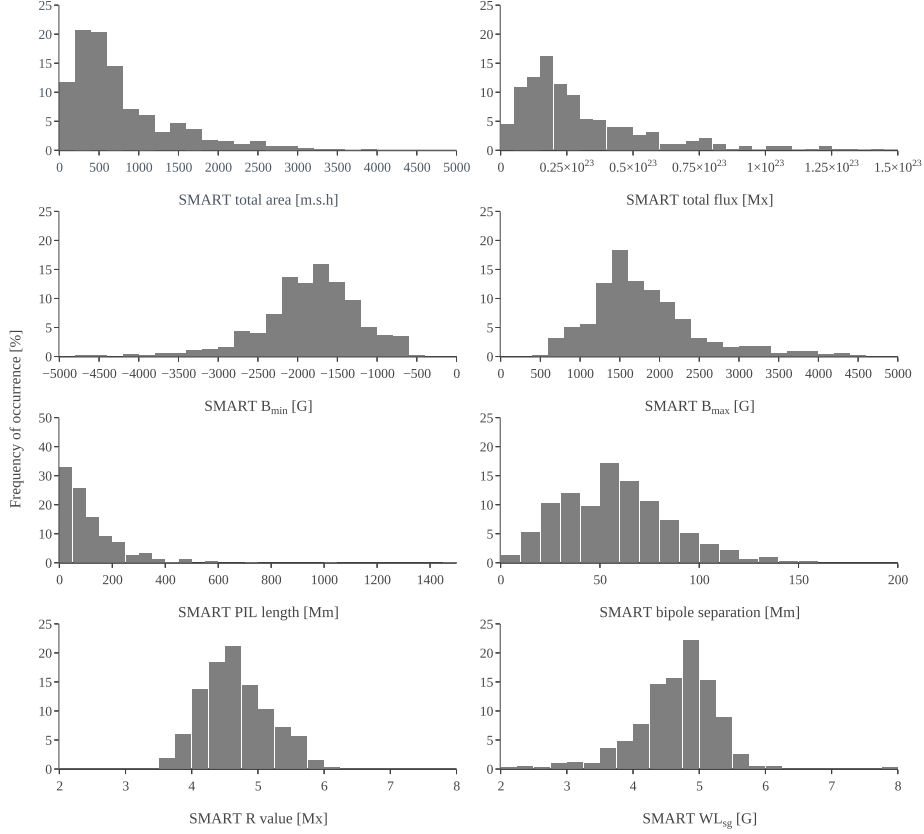 25
20
15
10
5
0
0 500 1000 1500 2000 2500 3000 3500 4000 4500 5000
SMART total area [m.s.h]
25
20
15
10
5
0
0 0.25×10²³ 0.5×10²³ 0.75×10²³ 1×10²³ 1.25×10²³ 1.5×10²³
SMART total flux [Mx]
Frequency of occurrence [%]
25
20
15
10
5
0
−5000 −4500 −4000 −3500 −3000 −2500 −2000 −1500 −1000 −500 0
SMART Bmin [G]
25
20
15
10
5
0
0 500 1000 1500 2000 2500 3000 3500 4000 4500 5000
SMART Bmax [G]
50
40
30
20
10
0
0 200 400 600 800 1000 1200 1400
SMART PIL length [Mm]
25
20
15
10
5
0
0 50 100 150 200
SMART bipole separation [Mm]
25
20
15
10
5
0
2 3 4 5 6 7 8
SMART R value [Mx]
25
20
15
10
5
0
2 3 4 5 6 7 8
SMART WLsg [G]